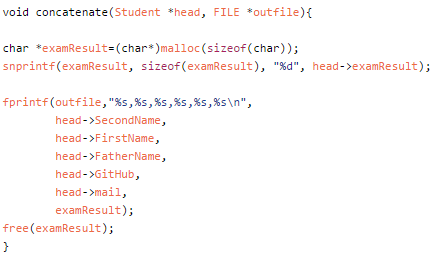 void concatenate(Student *head, FILE *outfile){
char *examResult=(char*)malloc(sizeof(char));
snprintf(examResult, sizeof(examResult), "%d", head->examResult);
fprintf(outfile,"%s,%s,%s,%s,%s,%s\n",
head->SecondName,
head->FirstName,
head->FatherName,
head->GitHub,
head->mail,
examResult);
free(examResult);
}